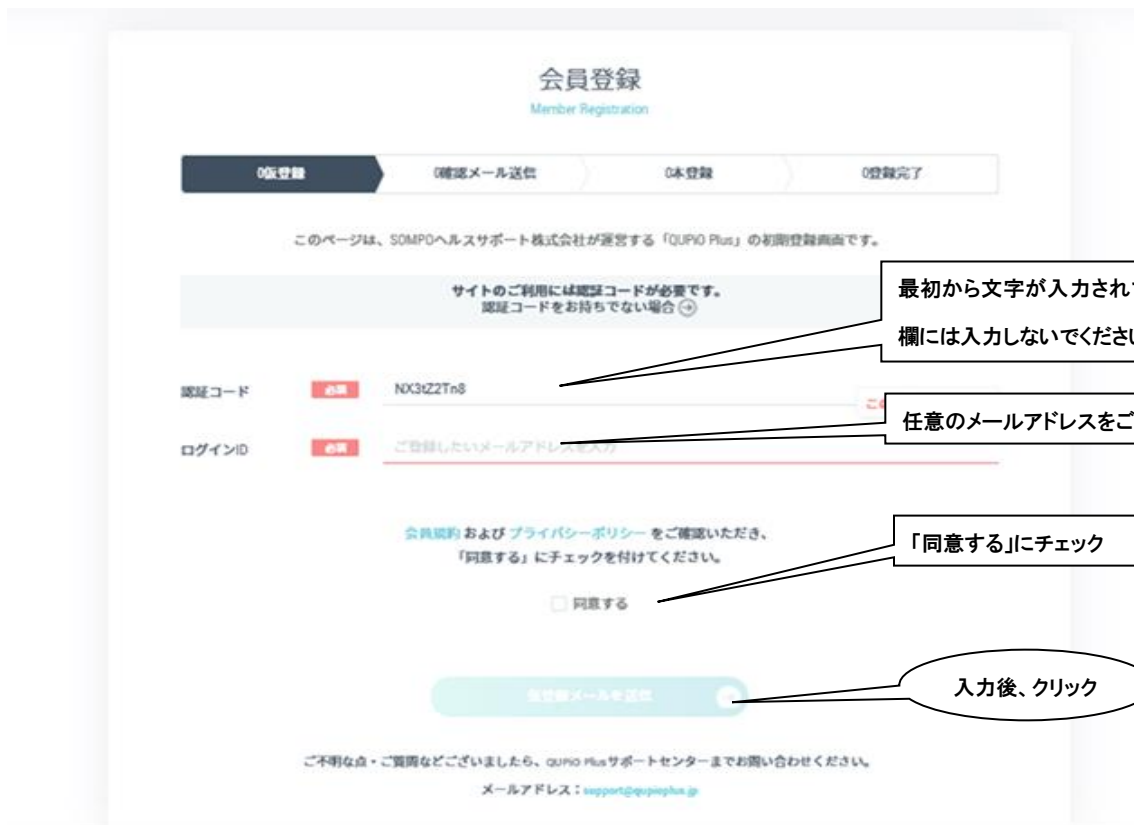 会員登録
Member Registration
仮登録
確認メール送信
本登録
登録完了
このページは、SOMPOヘルスサポート株式会社が運営する「QUPiO Plus」の初期登録画面です。
サイトのご利用には認証コードが必要です。
認証コードをお持ちでない場合
最初から文字が入力されて
欄には入力しないでください
認証コード
必須
NX3tZ2Tn8
任意のメールアドレスをご
ログインID
必須
ご登録したいメールアドレスを入力
会員規約 および プライバシーポリシー をご確認いただき、
「同意する」にチェックを付けてください。
「同意する」にチェック
同意する
仮登録メールを送信
入力後、クリック
ご不明な点・ご質問などございましたら、QUPiO Plusサポートセンターまでお問い合わせください。
メールアドレス：support@qupioplus.jp